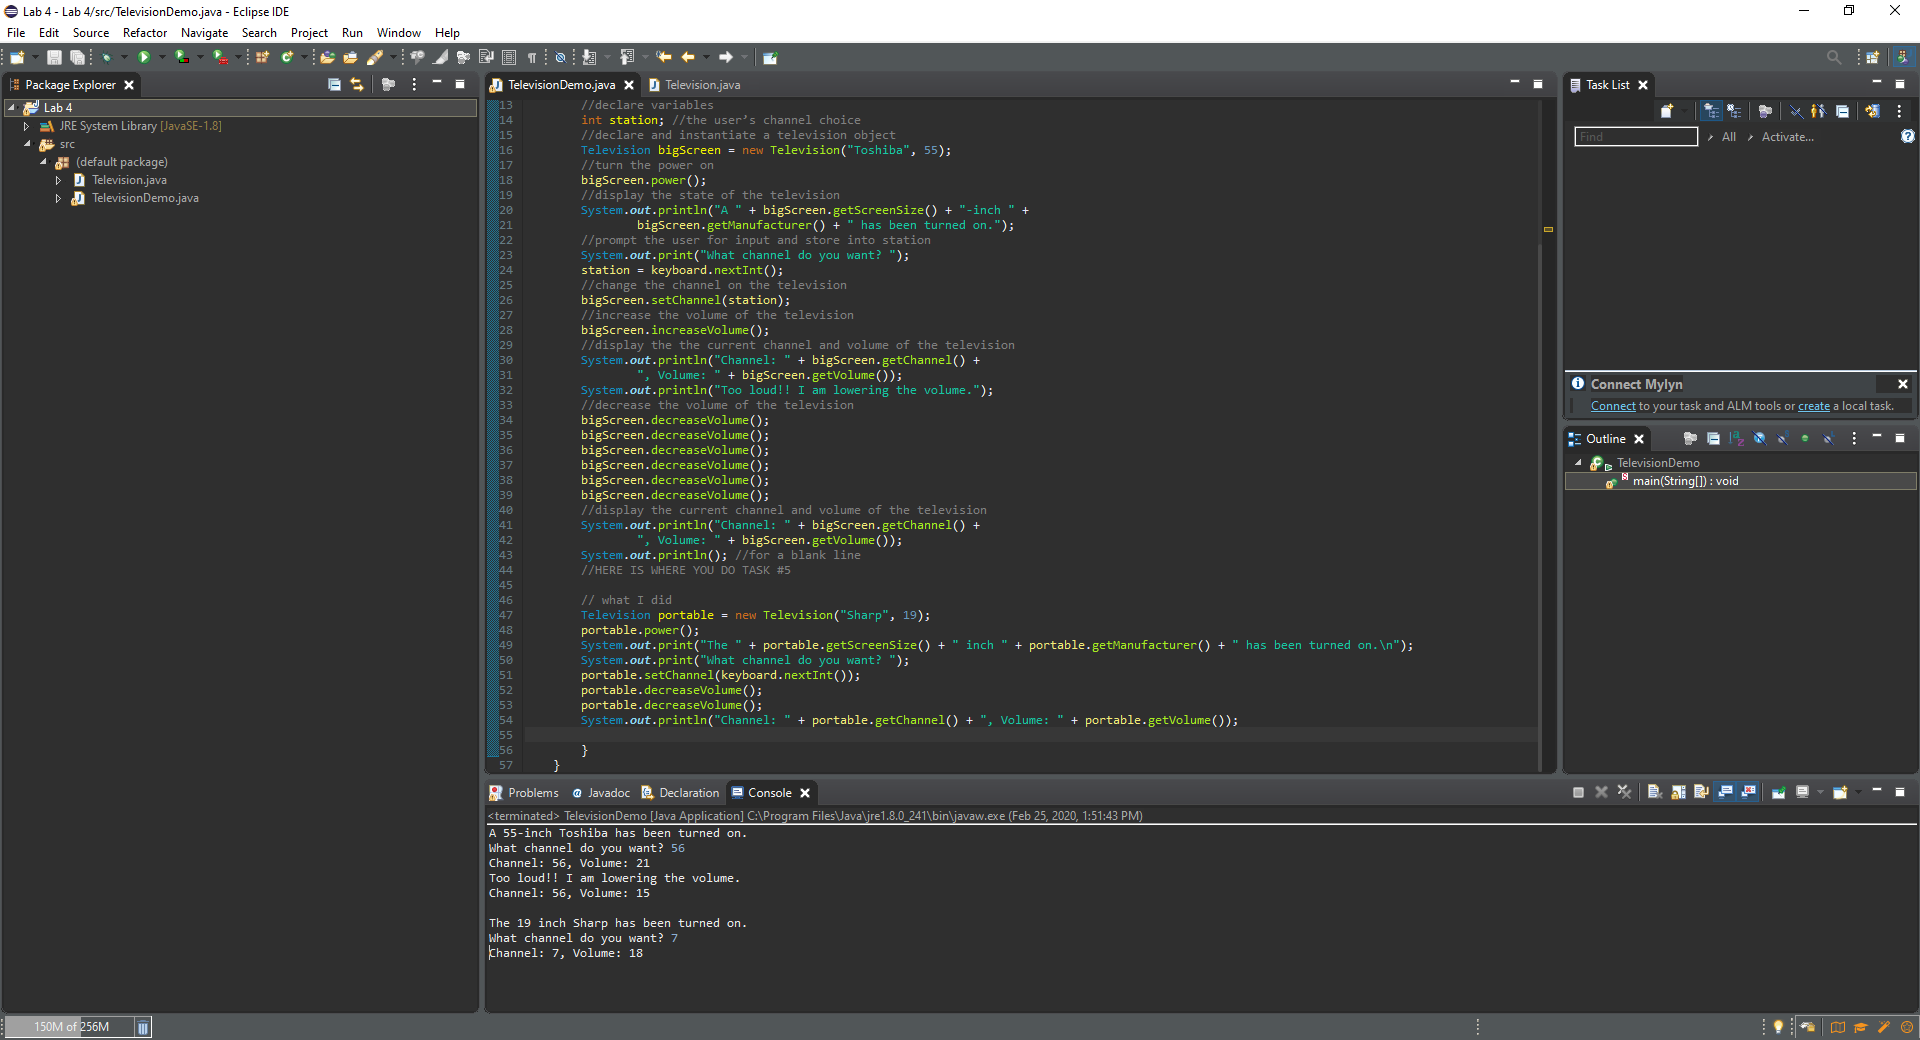 Lab 4 - Lab 4/src/TelevisionDemo.java - Eclipse IDE
File Edit Source Refactor Navigate Search Project Run Window Help
Package Explorer
Lab 4
JRE System Library [JavaSE-1.8]
src
(default package)
Television.java
TelevisionDemo.java
TelevisionDemo.java Television.java
13 //declare variables
14 int station; //the user's channel choice
15 //declare and instantiate a television object
16 Television bigScreen = new Television("Toshiba", 55);
17 //turn the power on
18 bigScreen.power();
19 //display the state of the television
20 System.out.println("A " + bigScreen.getScreenSize() + "-inch " +
21 bigScreen.getManufacturer() + " has been turned on.");
22 //prompt the user for input and store into station
23 System.out.print("What channel do you want? ");
24 station = keyboard.nextInt();
25 //change the channel on the television
26 bigScreen.setChannel(station);
27 //increase the volume of the television
28 bigScreen.increaseVolume();
29 //display the the current channel and volume of the television
30 System.out.println("Channel: " + bigScreen.getChannel() +
31 ", Volume: " + bigScreen.getVolume());
32 System.out.println("Too loud!! I am lowering the volume.");
33 //decrease the volume of the television
34 bigScreen.decreaseVolume();
35 bigScreen.decreaseVolume();
36 bigScreen.decreaseVolume();
37 bigScreen.decreaseVolume();
38 bigScreen.decreaseVolume();
39 bigScreen.decreaseVolume();
40 //display the current channel and volume of the television
41 System.out.println("Channel: " + bigScreen.getChannel() +
42 ", Volume: " + bigScreen.getVolume());
43 System.out.println(); //for a blank line
44 //HERE IS WHERE YOU DO TASK #5
45
46 // what I did
47 Television portable = new Television("Sharp", 19);
48 portable.power();
49 System.out.print("The " + portable.getScreenSize() + " inch " + portable.getManufacturer() + " has been turned on.\n");
50 System.out.print("What channel do you want? ");
51 portable.setChannel(keyboard.nextInt());
52 portable.decreaseVolume();
53 portable.decreaseVolume();
54 System.out.println("Channel: " + portable.getChannel() + ", Volume: " + portable.getVolume());
55
56 }
57 }
Task List
Find All Activate...
Connect Mylyn
Connect to your task and ALM tools or create a local task.
Outline
TelevisionDemo
main(String[]) : void
Problems Javadoc Declaration Console
<terminated> TelevisionDemo [Java Application] C:\Program Files\Java\jre1.8.0_241\bin\javaw.exe (Feb 25, 2020, 1:51:43 PM)
A 55-inch Toshiba has been turned on.
What channel do you want? 56
Channel: 56, Volume: 21
Too loud!! I am lowering the volume.
Channel: 56, Volume: 15
The 19 inch Sharp has been turned on.
What channel do you want? 7
Channel: 7, Volume: 18
150M of 256M